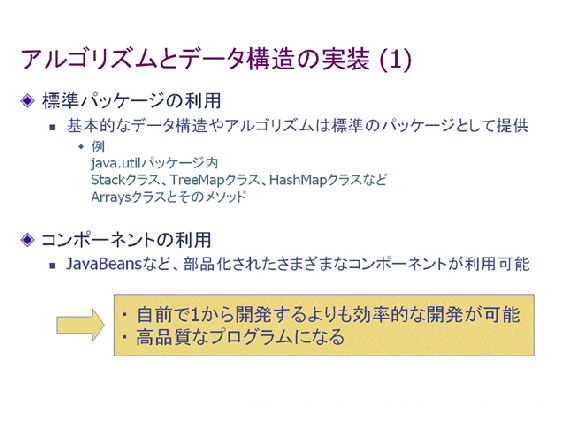 アルゴリズムとデータ構造の実装 (1)
標準パッケージの利用
基本的なデータ構造やアルゴリズムは標準のパッケージとして提供
例
java.utilパッケージ内
Stackクラス、TreeMapクラス、HashMapクラスなど
Arraysクラスとそのメソッド
コンポーネントの利用
JavaBeansなど、部品化されたさまざまなコンポーネントが利用可能
・ 自前で1から開発するよりも効率的な開発が可能
・ 高品質なプログラムになる